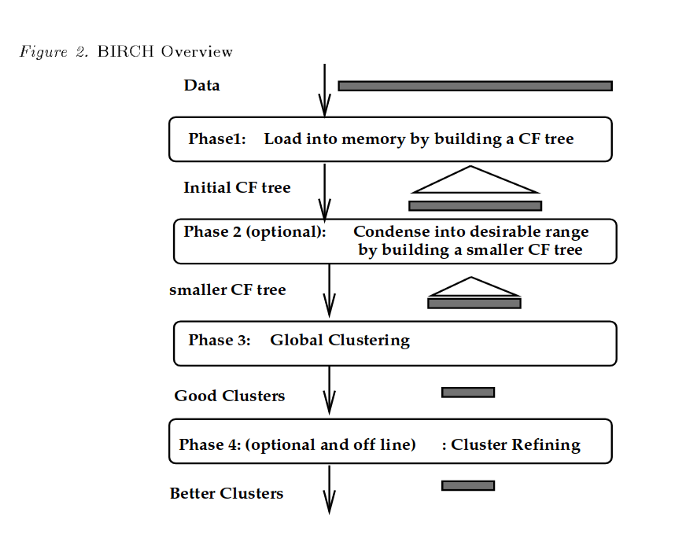 Figure 2. BIRCH Overview
Data
Phase1: Load into memory by building a CF tree
Initial CF tree
Phase 2 (optional): Condense into desirable range
by building a smaller CF tree
smaller CF tree
Phase 3: Global Clustering
Good Clusters
Phase 4: (optional and off line) : Cluster Refining
Better Clusters